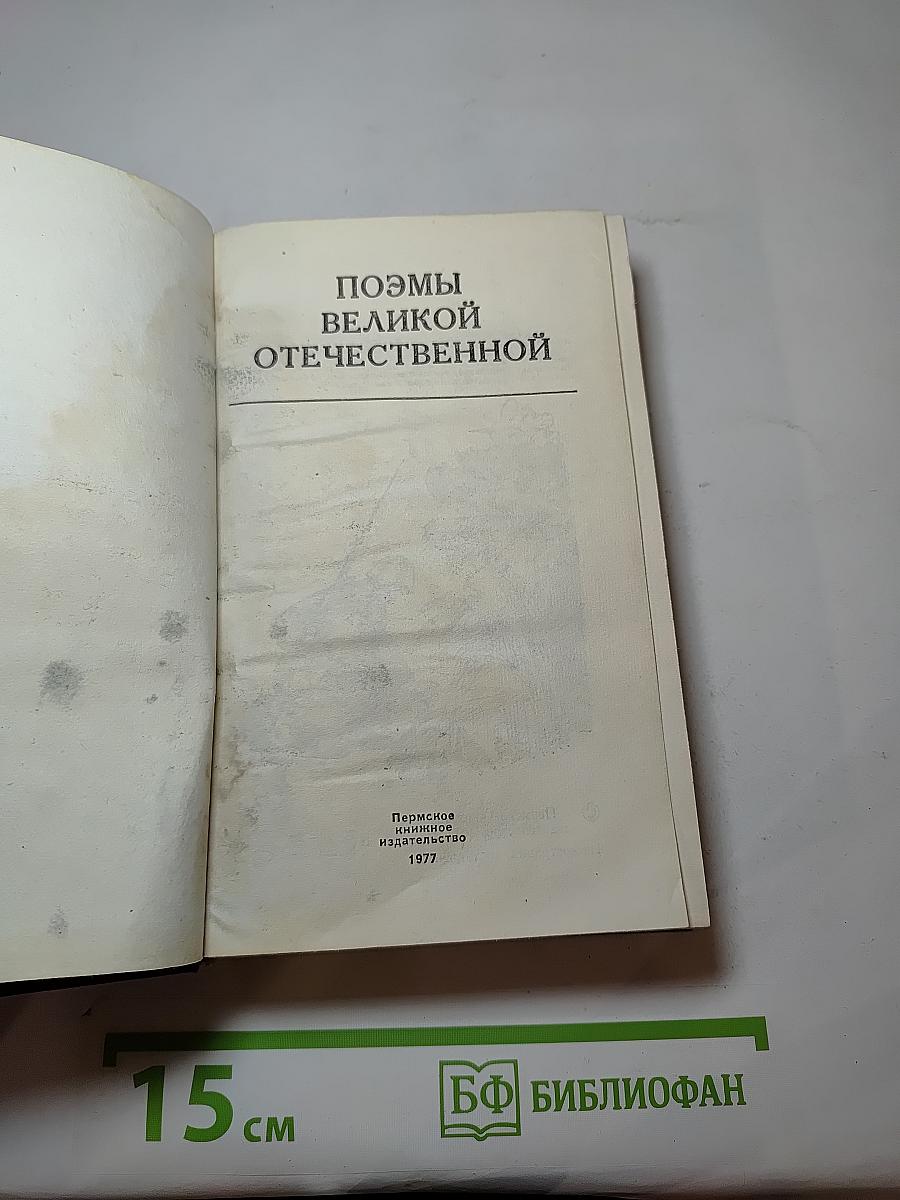 ПОЭМЫ
ВЕЛИКОЙ
ОТЕЧЕСТВЕННОЙ
Пермское
книжное
издательство
1977
15 см
БФ БИБЛИОФАН